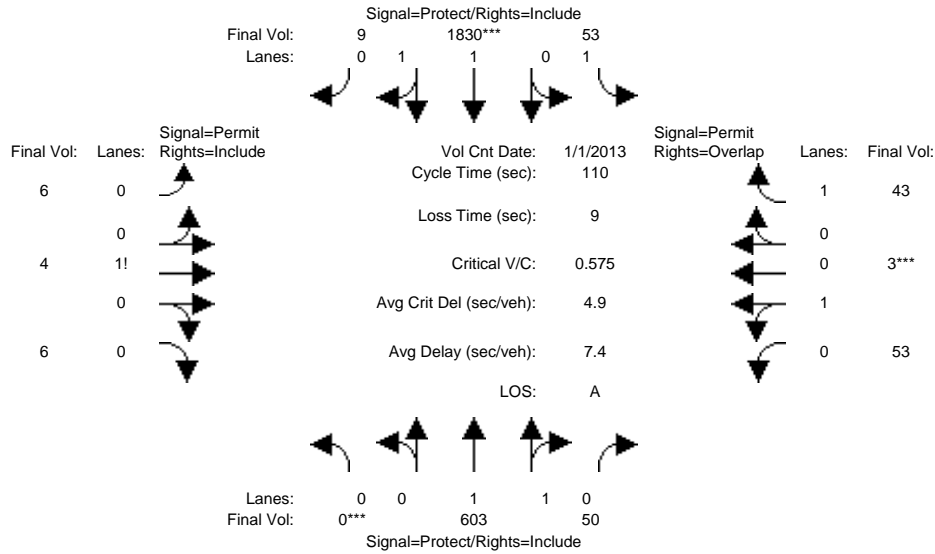 Signal=Protect/Rights=Include
Final Vol: 9 1830*** 53
Lanes: 0 1 1 0 1
Signal=Permit Signal=Permit
Final Vol: Lanes: Rights=Include Vol Cnt Date: 1/1/2013 Rights=Overlap Lanes: Final Vol:
Cycle Time (sec): 110
6 0 1 43
Loss Time (sec): 9
0 0
4 1! Critical V/C: 0.575 0 3***
0 Avg Crit Del (sec/veh): 4.9 1
6 0 Avg Delay (sec/veh): 7.4 0 53
LOS: A
Lanes: 0 0 1 1 0
Final Vol: 0*** 603 50
Signal=Protect/Rights=Include